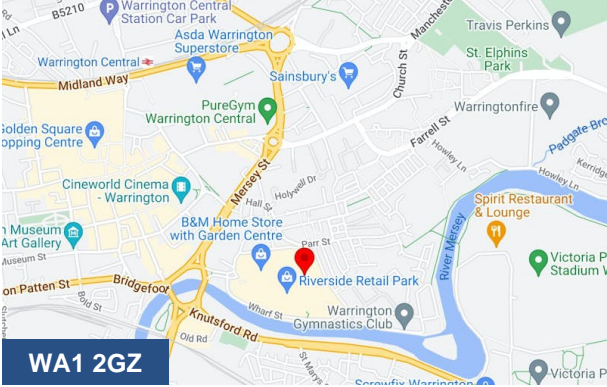 B5210
Warrington Central
Station Car Park
Manchester
Travis Perkins
Asda Warrington
Superstore
St. Elphins
Park
Warrington Central
Sainsbury's
Midland Way
Church St
PureGym
Warrington Central
Warringtonfire
Golden Square
opping Centre
Farrell St
Padgate Bro
Mersey St
Howley Ln
Howley Ln
Cineworld Cinema
- Warrington
Holywell Dr
Hall St
Spirit Restaurant
& Lounge
B&M Home Store
with Garden Centre
Museum
Art Gallery
Parr St
River Mersey
Museum St
Victoria P
Stadium W
on Patten St
Bridgefoot
Riverside Retail Park
Bold St
Wharf St
Warrington
Gymnastics Club
Knutsford Rd
Old Rd
WA1 2GZ
St Marys
Screwfix Warrington
Victoria P